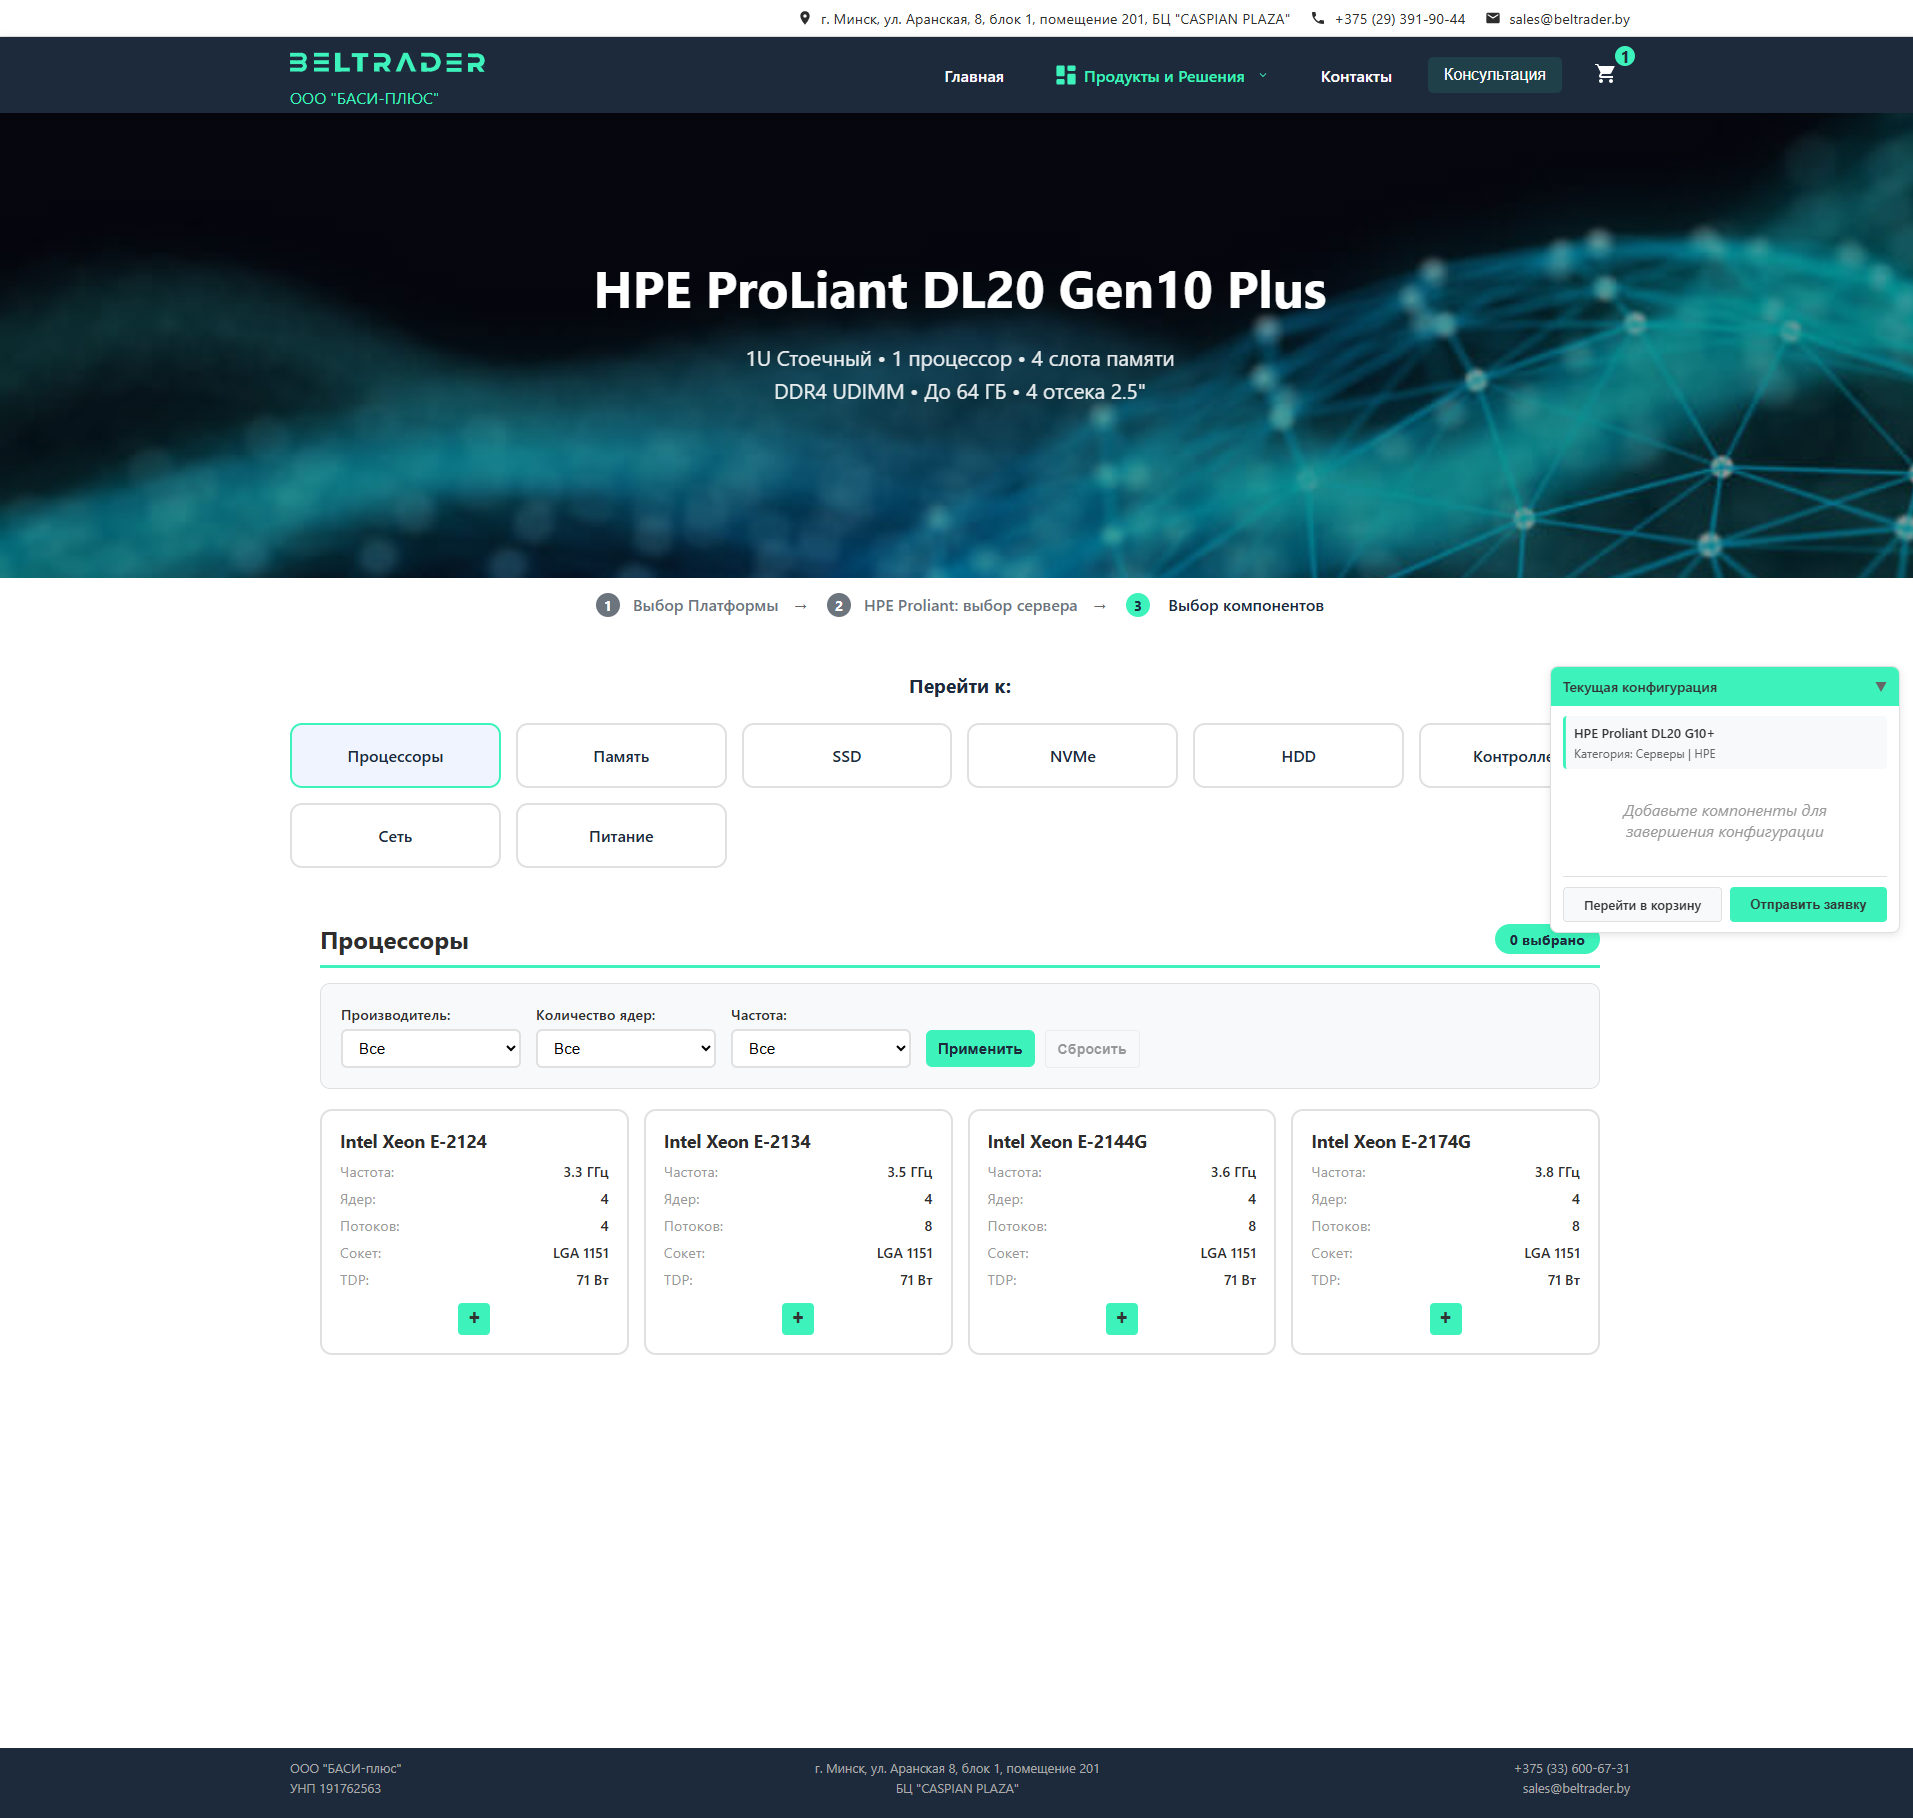 г. Минск, ул. Аранская, 8, блок 1, помещение 201, БЦ "CASPIAN PLAZA" +375 (29) 391-90-44 sales@beltrader.by
BELTRADER
ООО "БАСИ-ПЛЮС"
Главная Продукты и Решения Контакты Консультация 1
HPE ProLiant DL20 Gen10 Plus
1U Стоечный • 1 процессор • 4 слота памяти
DDR4 UDIMM • До 64 ГБ • 4 отсека 2.5"
1 Выбор Платформы → 2 HPE Proliant: выбор сервера → 3 Выбор компонентов
Перейти к:
Процессоры Память SSD NVMe HDD Контролле
Сеть Питание
Текущая конфигурация ▼
HPE Proliant DL20 G10+
Категория: Серверы | HPE
Добавьте компоненты для
завершения конфигурации
Перейти в корзину Отправить заявку
Процессоры 0 выбрано
Производитель: Количество ядер: Частота:
Все Все Все Применить Сбросить
Intel Xeon E-2124
Частота: 3.3 ГГц
Ядер: 4
Потоков: 4
Сокет: LGA 1151
TDP: 71 Вт
+
Intel Xeon E-2134
Частота: 3.5 ГГц
Ядер: 4
Потоков: 8
Сокет: LGA 1151
TDP: 71 Вт
+
Intel Xeon E-2144G
Частота: 3.6 ГГц
Ядер: 4
Потоков: 8
Сокет: LGA 1151
TDP: 71 Вт
+
Intel Xeon E-2174G
Частота: 3.8 ГГц
Ядер: 4
Потоков: 8
Сокет: LGA 1151
TDP: 71 Вт
+
ООО "БАСИ-плюс"
УНП 191762563
г. Минск, ул. Аранская 8, блок 1, помещение 201
БЦ "CASPIAN PLAZA"
+375 (33) 600-67-31
sales@beltrader.by